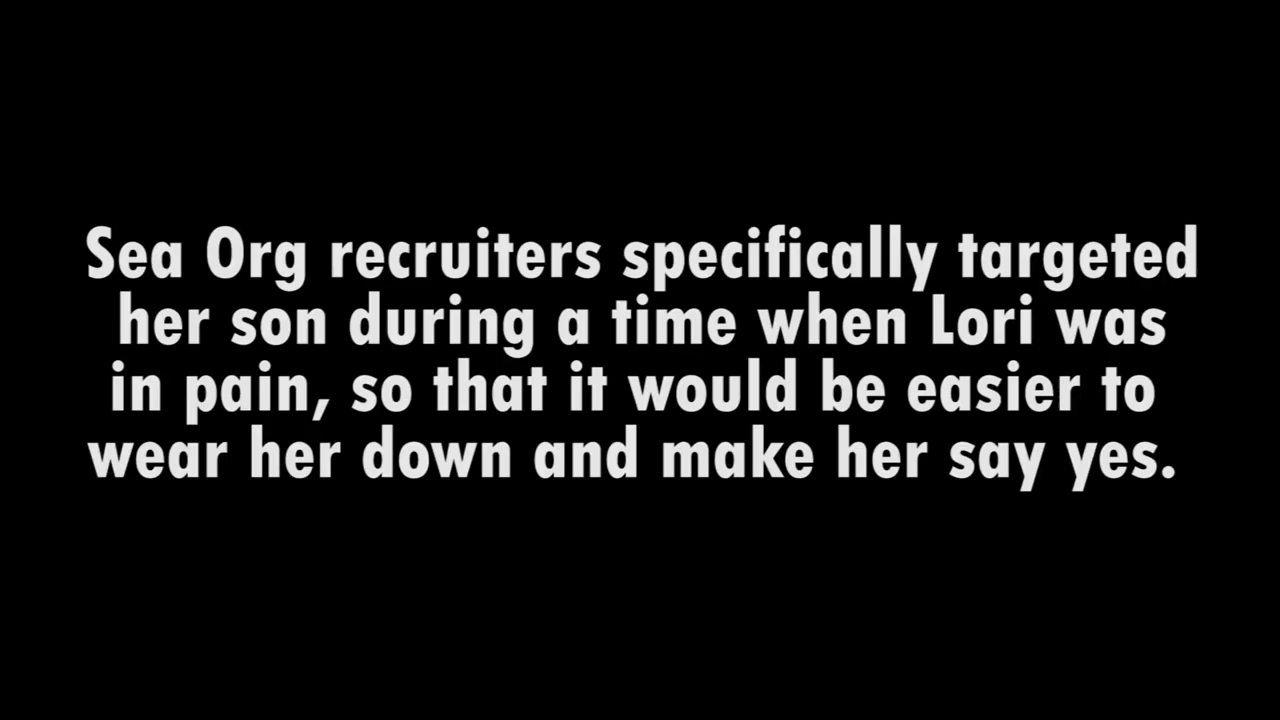 Sea Org recruiters specifically targeted
her son during a time when Lori was
in pain, so that it would be easier to
wear her down and make her say yes.